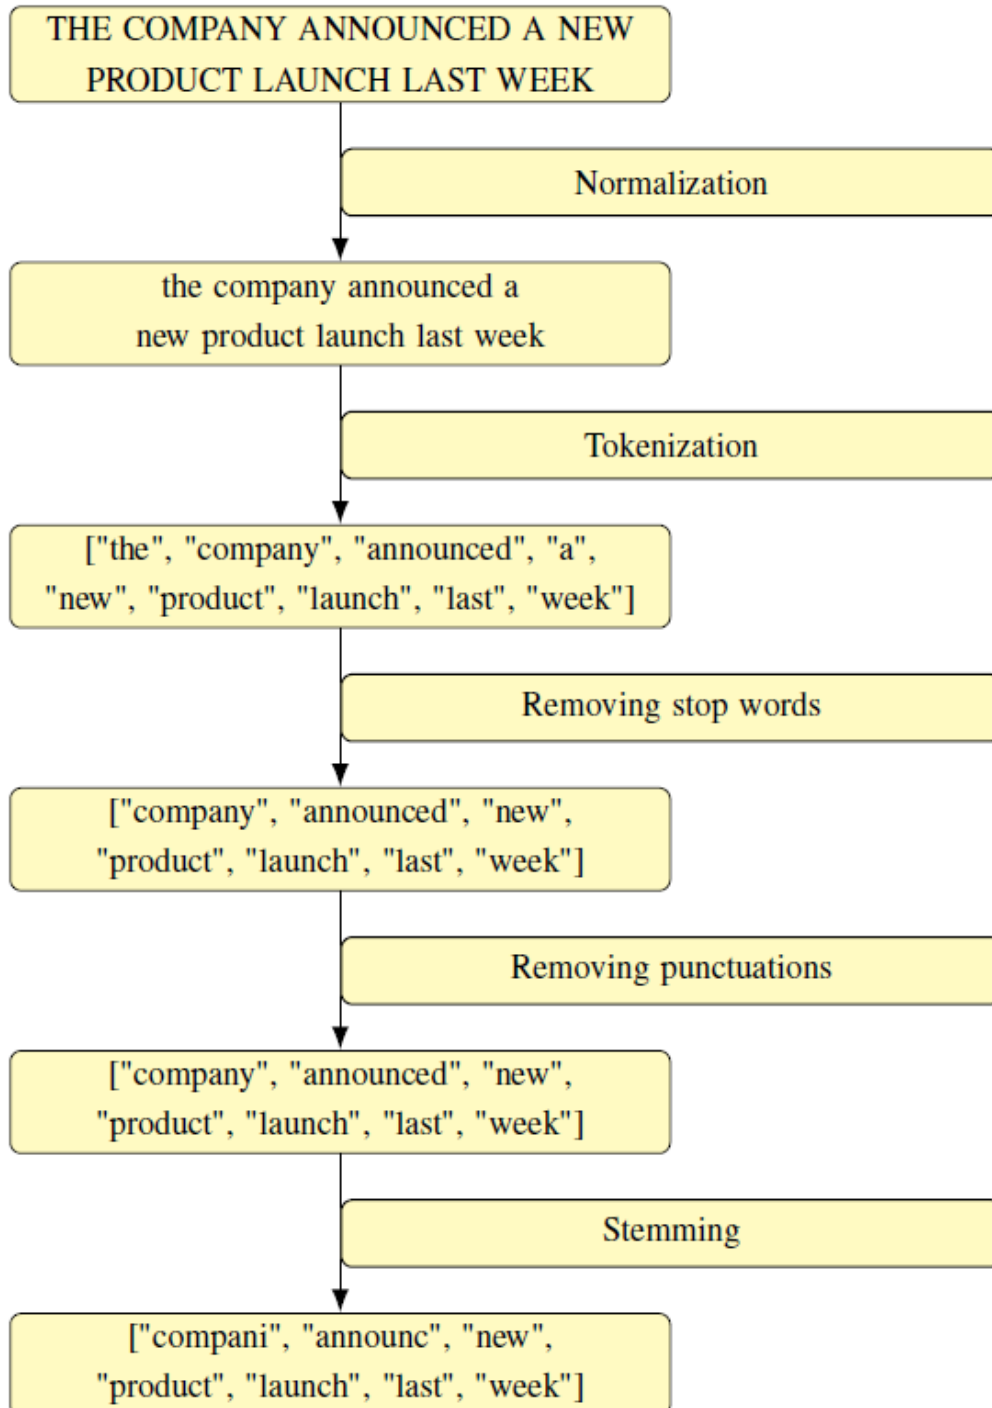 THE COMPANY ANNOUNCED A NEW
PRODUCT LAUNCH LAST WEEK
Normalization
the company announced a
new product launch last week
Tokenization
["the", "company", "announced", "a",
"new", "product", "launch", "last", "week"]
Removing stop words
["company", "announced", "new",
"product", "launch", "last", "week"]
Removing punctuations
["company", "announced", "new",
"product", "launch", "last", "week"]
Stemming
["compani", "announc", "new",
"product", "launch", "last", "week"]